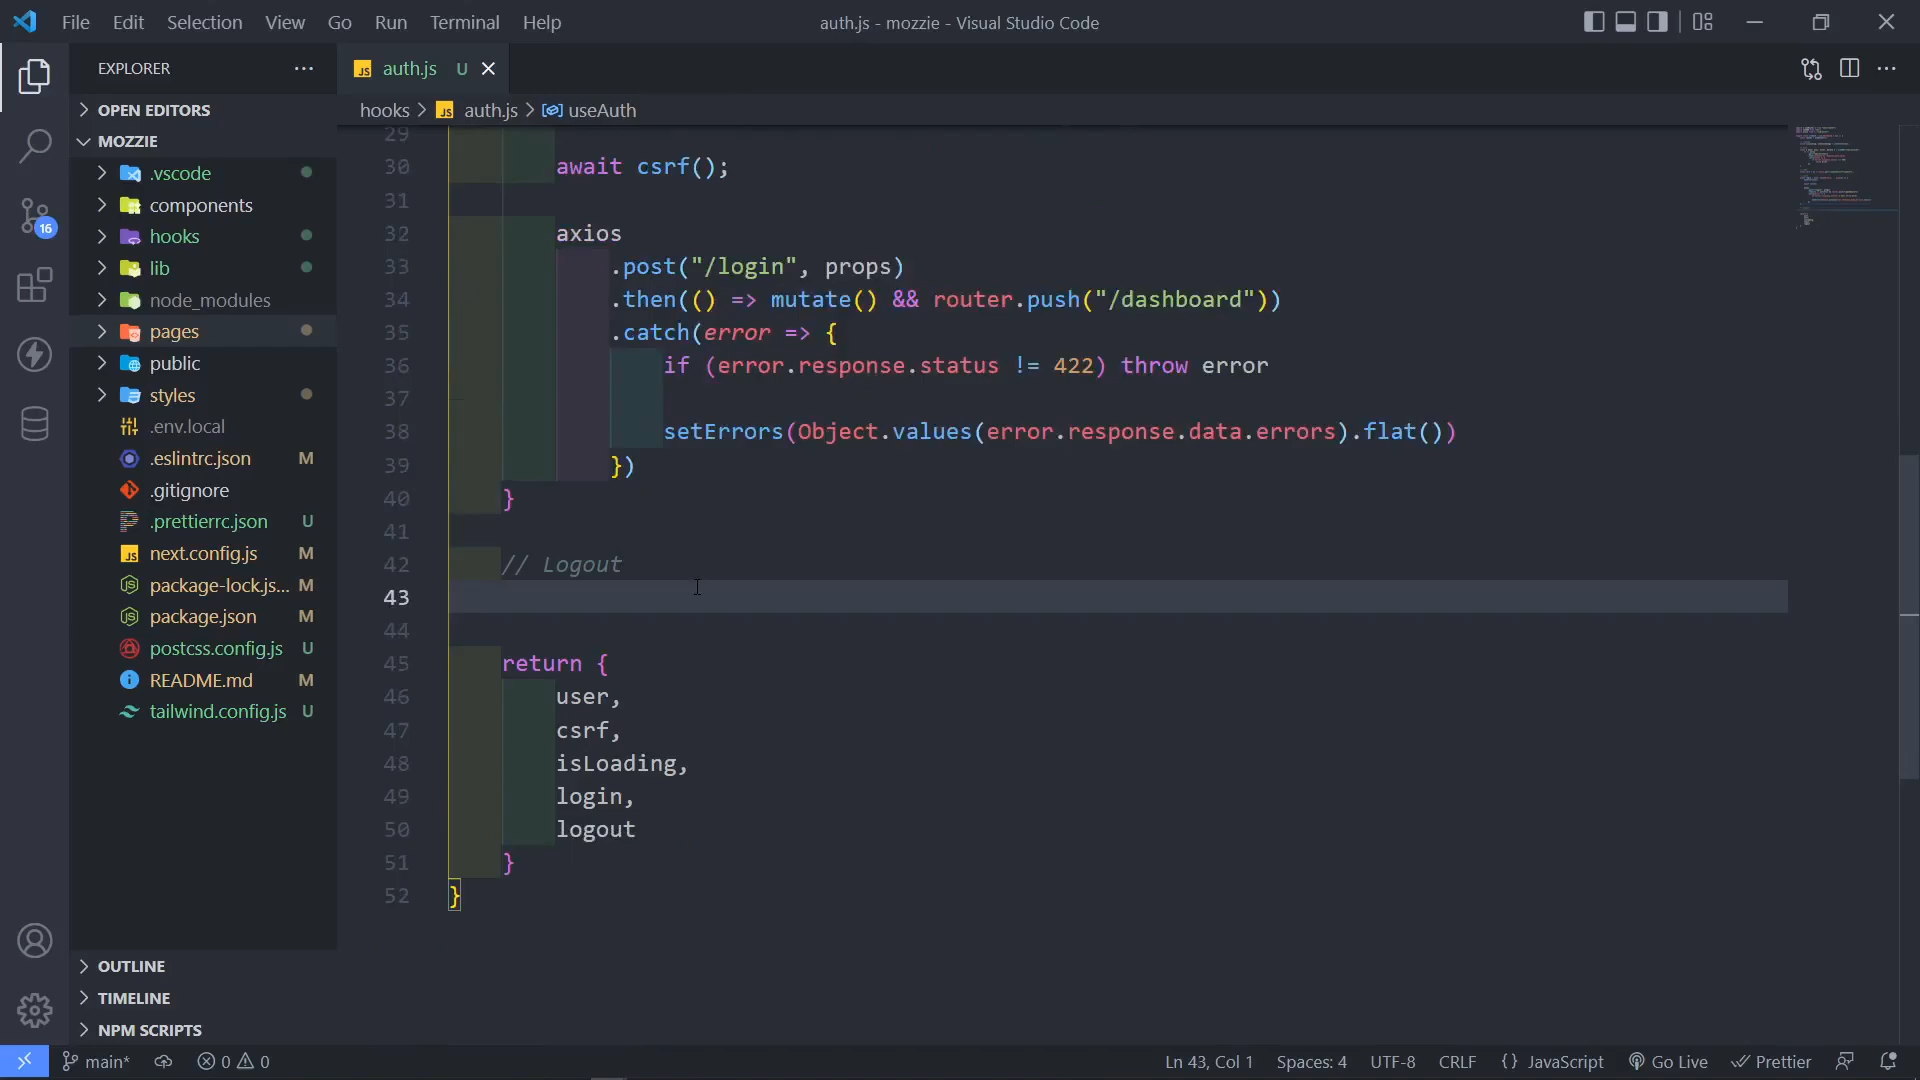 File Edit Selection View Go Run Terminal Help
auth.js - mozzie - Visual Studio Code
EXPLORER
OPEN EDITORS
MOZZIE
.vscode
components
hooks
lib
node_modules
pages
public
styles
.env.local
.eslintrc.json M
.gitignore
.prettierrc.json U
next.config.js M
package-lock.js... M
package.json M
postcss.config.js U
README.md M
tailwind.config.js U
OUTLINE
TIMELINE
NPM SCRIPTS
16
JS auth.js U
hooks > JS auth.js > useAuth
29
30 await csrf();
31
32 axios
33 .post("/login", props)
34 .then(() => mutate() && router.push("/dashboard"))
35 .catch(error => {
36 if (error.response.status != 422) throw error
37
38 setErrors(Object.values(error.response.data.errors).flat())
39 })
40 }
41
42 // Logout
43
44
45 return {
46 user,
47 csrf,
48 isLoading,
49 login,
50 logout
51 }
52 }
main* 0 0
Ln 43, Col 1 Spaces: 4 UTF-8 CRLF {} JavaScript Go Live Prettier